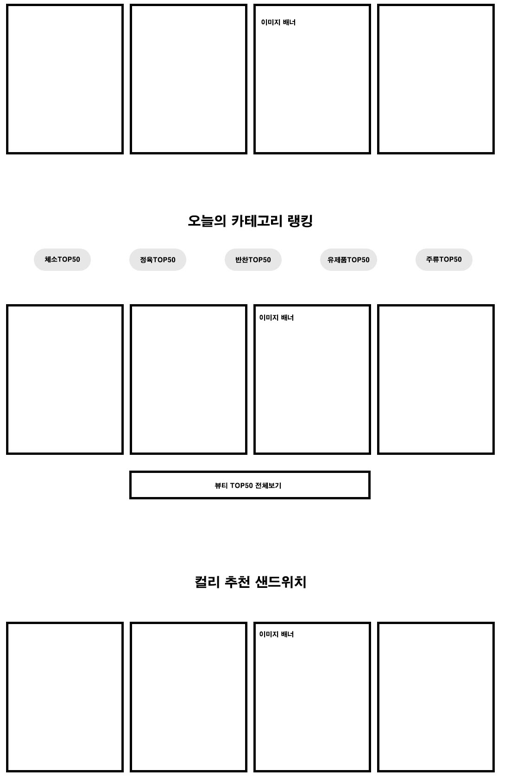 이미지 배너
오늘의 카테고리 랭킹
체소TOP50
정육TOP50
반찬TOP50
유제품TOP50
주류TOP50
이미지 배너
뷰티 TOP50 전체보기
컬리 추천 샌드위치
이미지 배너